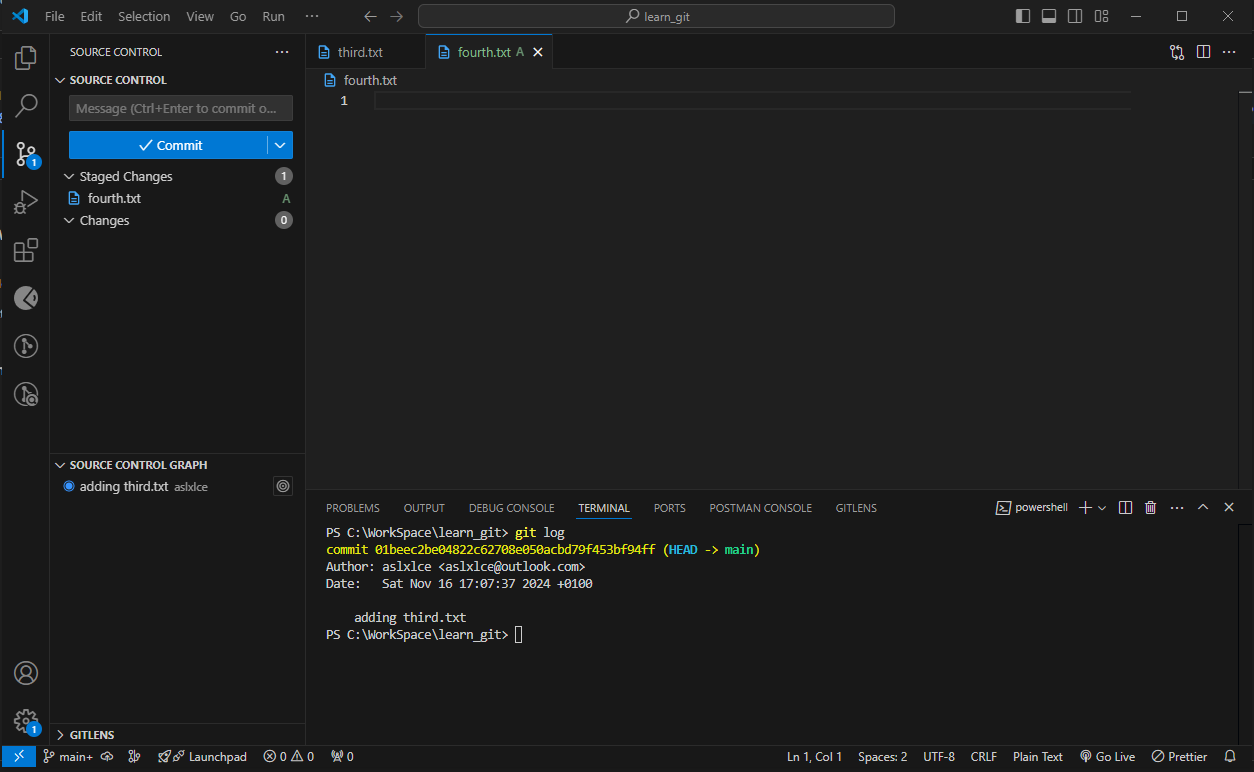 File Edit Selection View Go Run ··· learn_git
SOURCE CONTROL ···
SOURCE CONTROL
Message (Ctrl+Enter to commit o...
Commit
Staged Changes 1
fourth.txt A
Changes 0
1
SOURCE CONTROL GRAPH
adding third.txt aslxlce
GITLENS
1
third.txt
fourth.txt A
fourth.txt
1
PROBLEMS OUTPUT DEBUG CONSOLE TERMINAL PORTS POSTMAN CONSOLE GITLENS powershell
PS C:\WorkSpace\learn_git> git log
commit 01beec2be04822c62708e050acbd79f453bf94ff (HEAD -> main)
Author: aslxlce <aslxlce@outlook.com>
Date:   Sat Nov 16 17:07:37 2024 +0100
adding third.txt
PS C:\WorkSpace\learn_git>
main+ Launchpad 0 0 0 Ln 1, Col 1 Spaces: 2 UTF-8 CRLF Plain Text Go Live Prettier